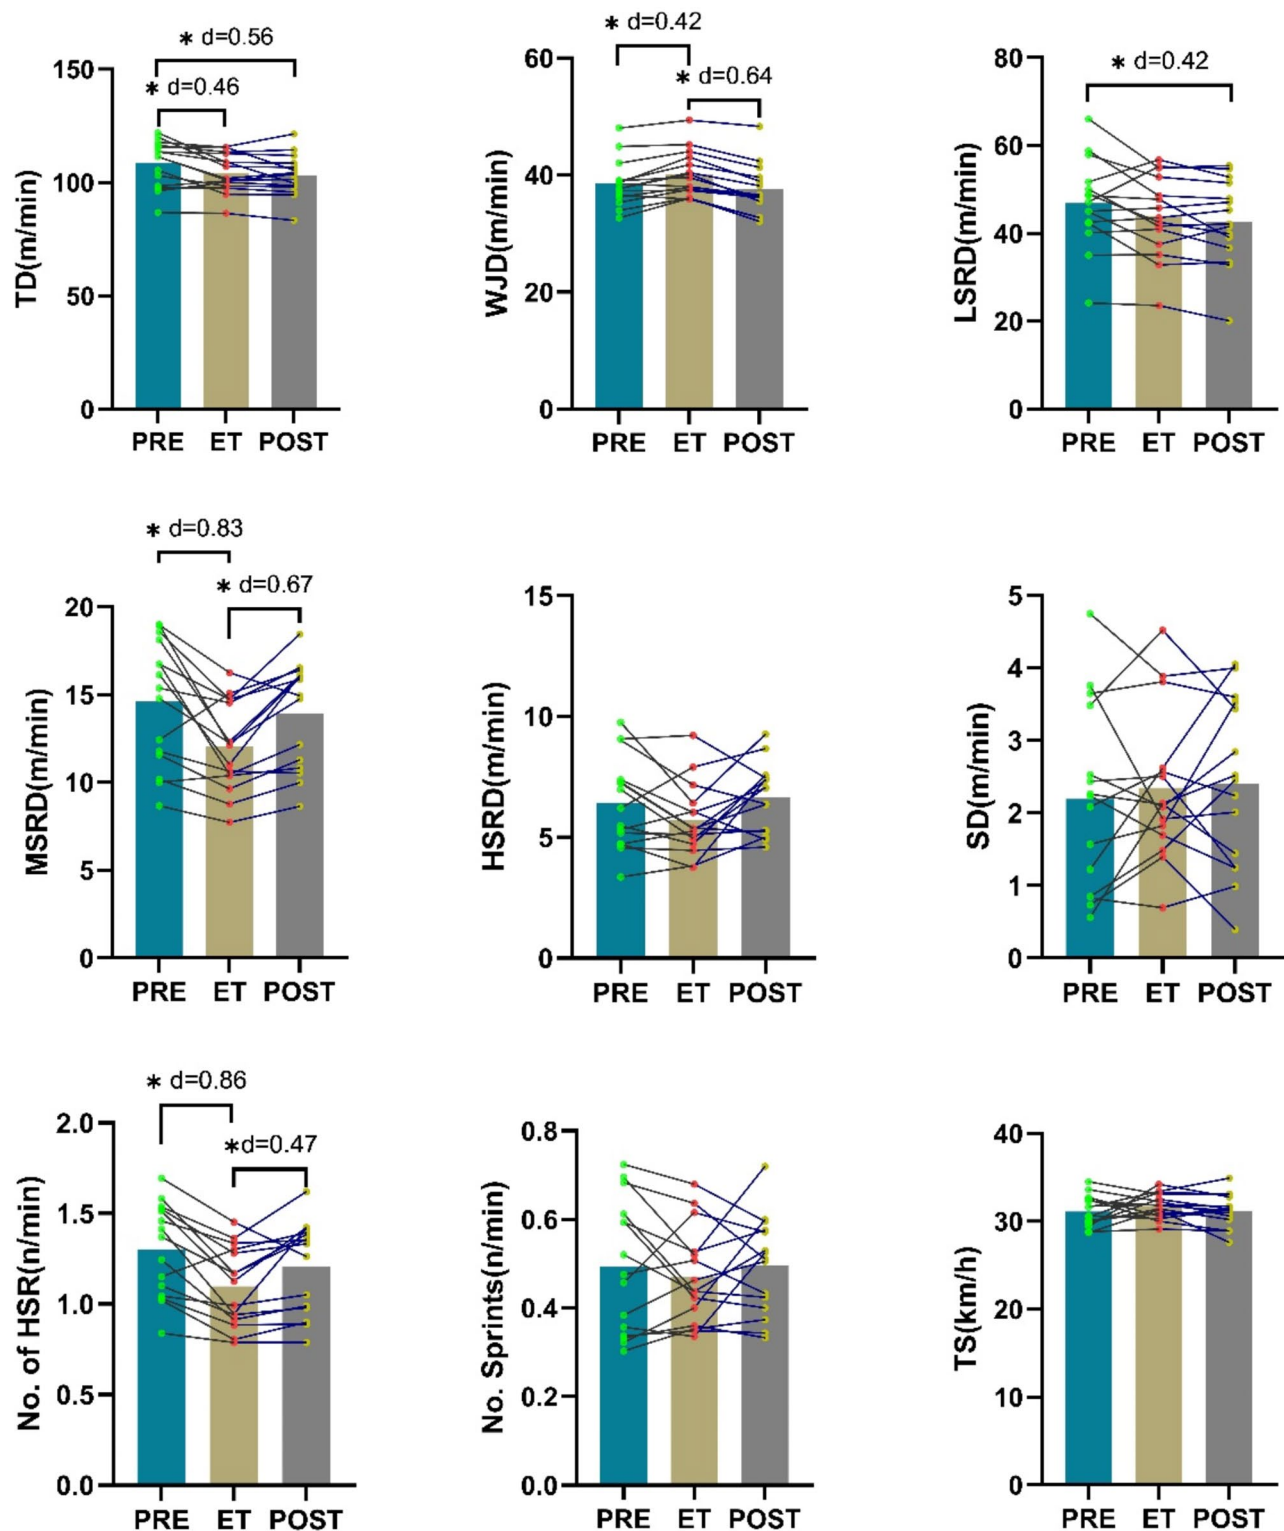 * d=0.56
* d=0.46
TD(m/min)
150
100
50
0
PRE ET POST
* d=0.42
* d=0.64
WJD(m/min)
60
40
20
0
PRE ET POST
* d=0.42
LSRD(m/min)
80
60
40
20
0
PRE ET POST
* d=0.83
* d=0.67
MSRD(m/min)
20
15
10
5
0
PRE ET POST
HSRD(m/min)
15
10
5
0
PRE ET POST
SD(m/min)
5
4
3
2
1
0
PRE ET POST
* d=0.86
*d=0.47
No. of HSR(n/min)
2.0
1.5
1.0
0.5
0.0
PRE ET POST
No. Sprints(n/min)
0.8
0.6
0.4
0.2
0.0
PRE ET POST
TS(km/h)
40
30
20
10
0
PRE ET POST